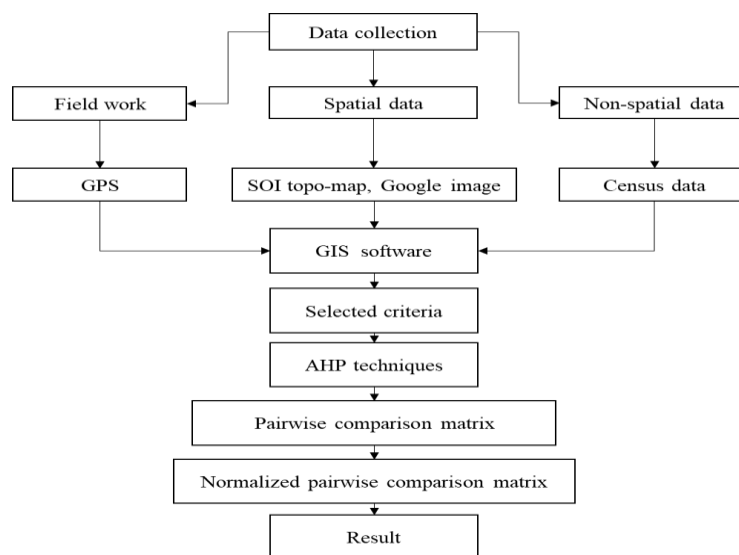 Data collection
Field work
Spatial data
Non-spatial data
GPS
SOI topo-map, Google image
Census data
GIS software
Selected criteria
AHP techniques
Pairwise comparison matrix
Normalized pairwise comparison matrix
Result